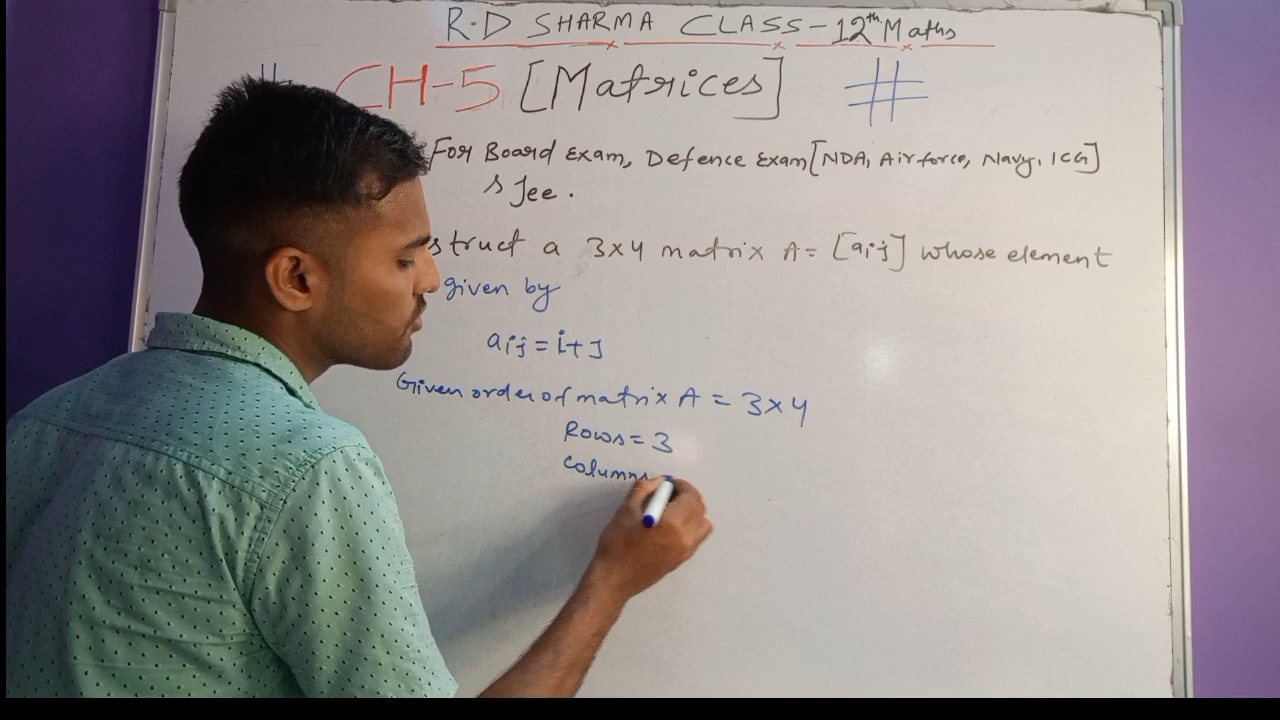 R.D SHARMA CLASS-12th Maths
CH-5 [Matrices] #
For Board Exam, Defence Exam [NDA, Airforce, Navy, ICG]
& Jee.
struct a 3x4 matrix A = [aij] whose element
given by
aij = i+J
Given order of matrix A = 3x4
Rows = 3
Columns